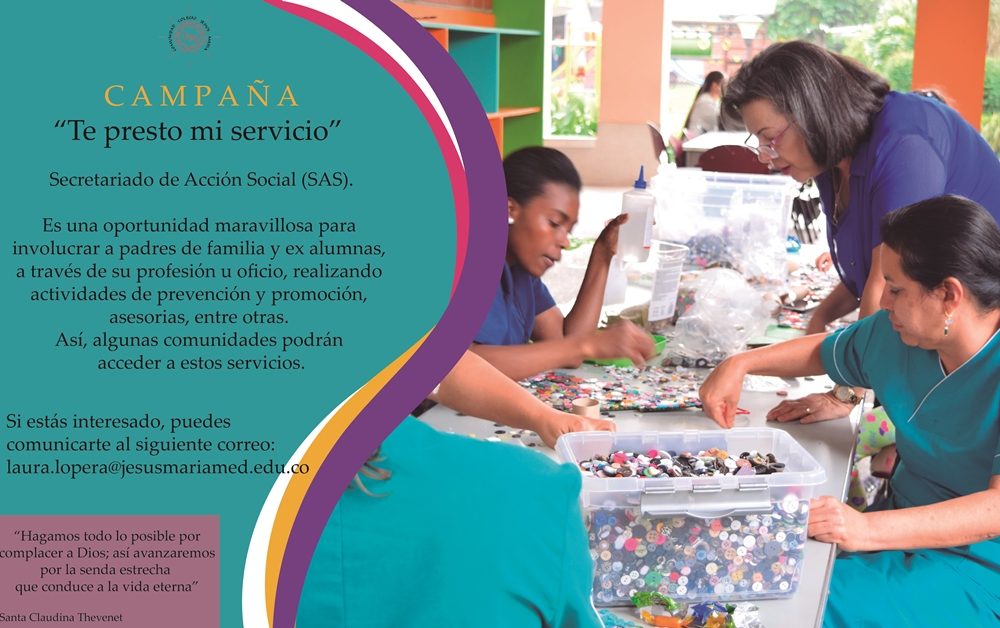 CAMPAÑA
“Te presto mi servicio”
Secretariado de Acción Social (SAS).
Es una oportunidad maravillosa para
involucrar a padres de familia y ex alumnas,
a través de su profesión u oficio, realizando
actividades de prevención y promoción,
asesorias, entre otras.
Así, algunas comunidades podrán
acceder a estos servicios.
Si estás interesado, puedes
comunicarte al siguiente correo:
laura.lopera@jesusmariamed.edu.co
“Hagamos todo lo posible por
complacer a Dios; así avanzaremos
por la senda estrecha
que conduce a la vida eterna”
Santa Claudina Thevenet